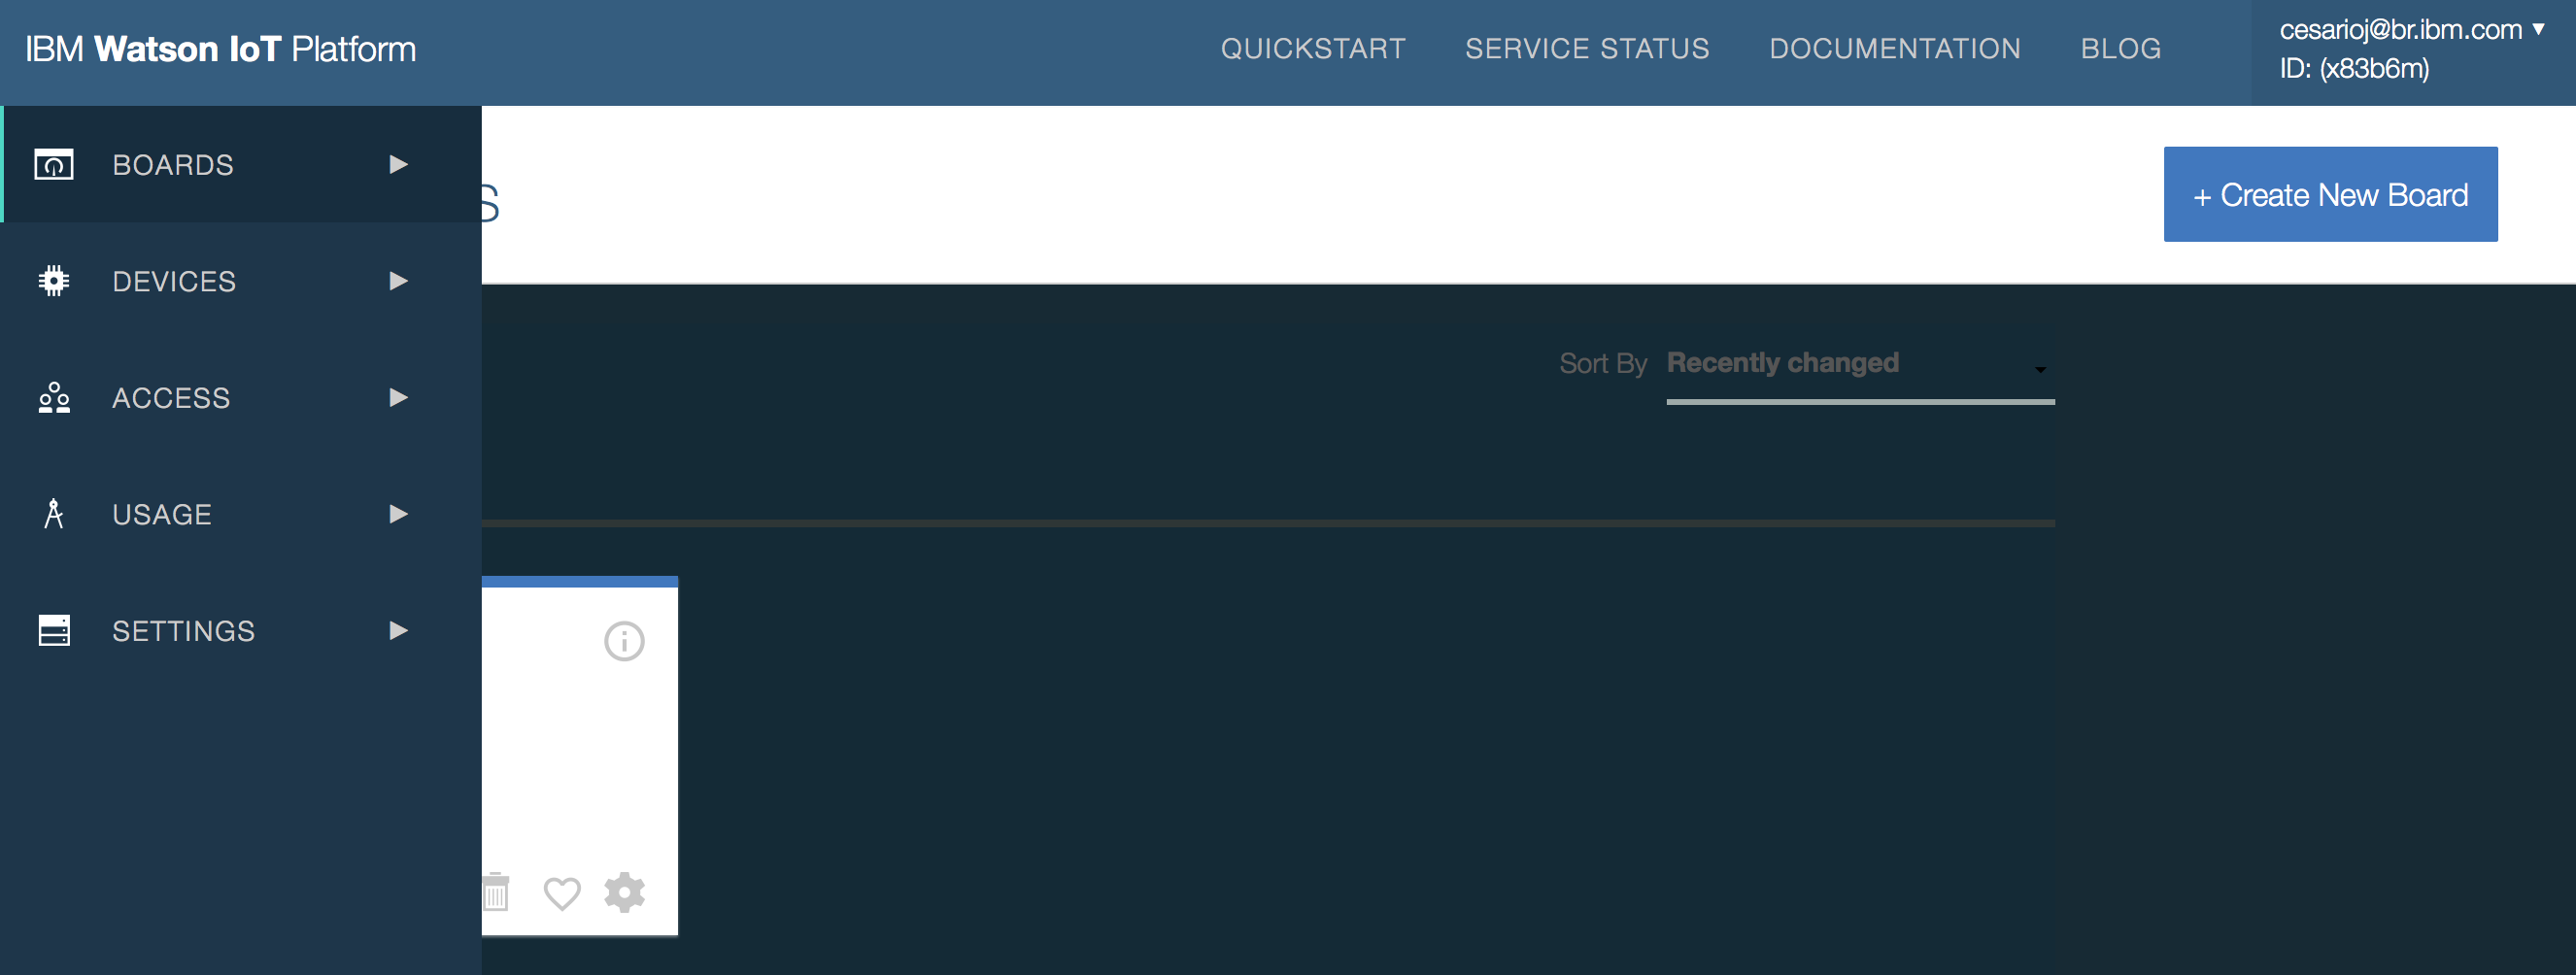 IBM Watson IoT Platform
QUICKSTART
SERVICE STATUS
DOCUMENTATION
BLOG
cesarioj@br.ibm.com
ID: (x83b6m)
BOARDS
DEVICES
ACCESS
USAGE
SETTINGS
+ Create New Board
Sort By Recently changed